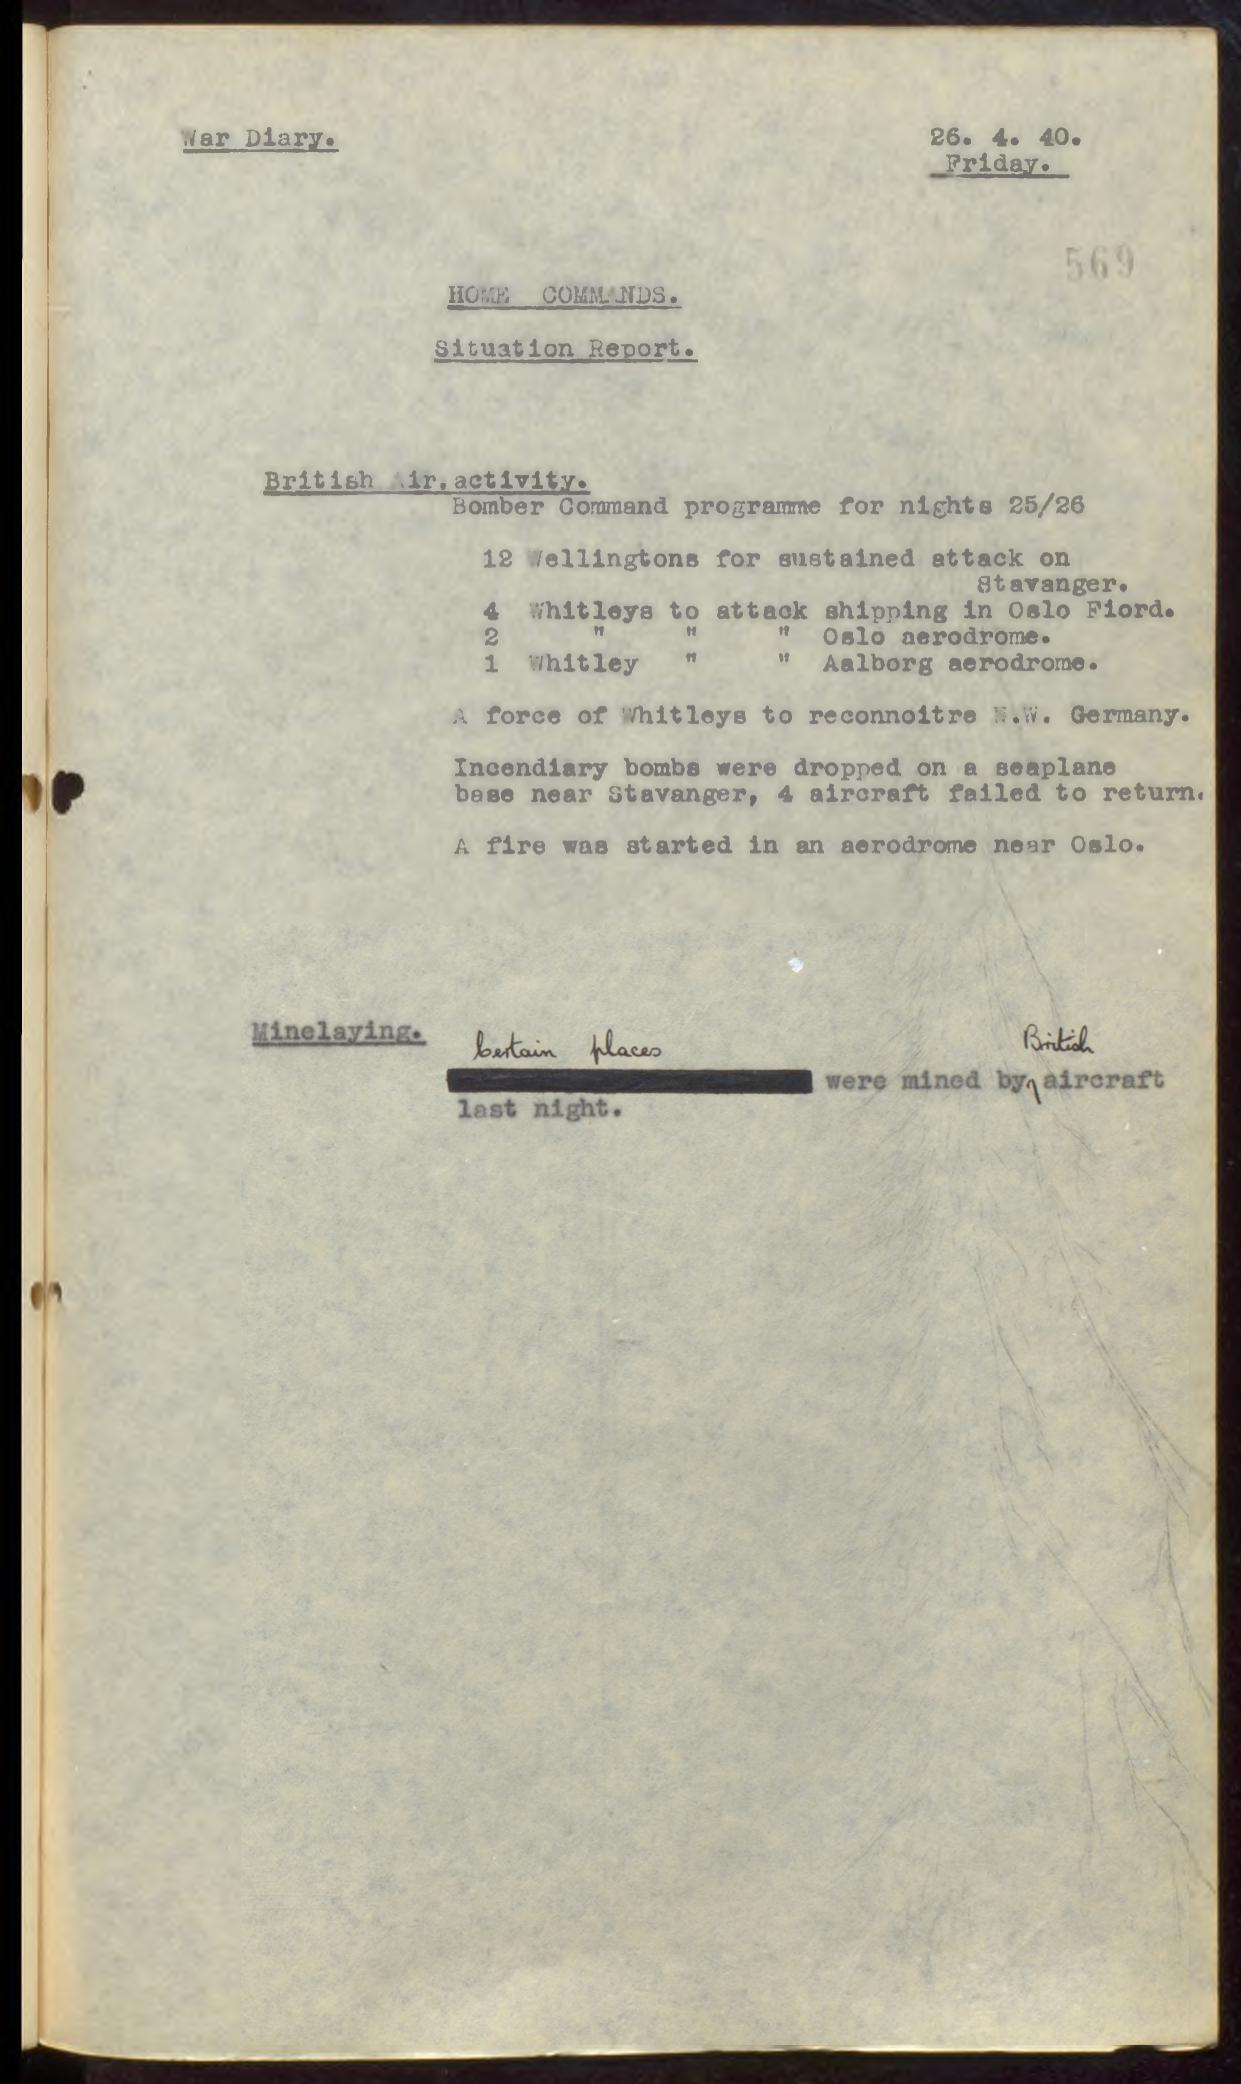 War Diary.
26. 4. 40.
Friday.
569
HOME COMMANDS.
Situation Report.
British Air activity.
Bomber Command programme for nights 25/26
12 Wellingtons for sustained attack on
Stavanger.
4 Whitleys to attack shipping in Oslo Fiord.
2 " " " Oslo aerodrome.
1 Whitley " " Aalborg aerodrome.
A force of Whitleys to reconnoitre N.W. Germany.
Incendiary bombs were dropped on a seaplane
base near Stavanger, 4 aircraft failed to return.
A fire was started in an aerodrome near Oslo.
Minelaying.
Certain places
British
were mined by aircraft
last night.